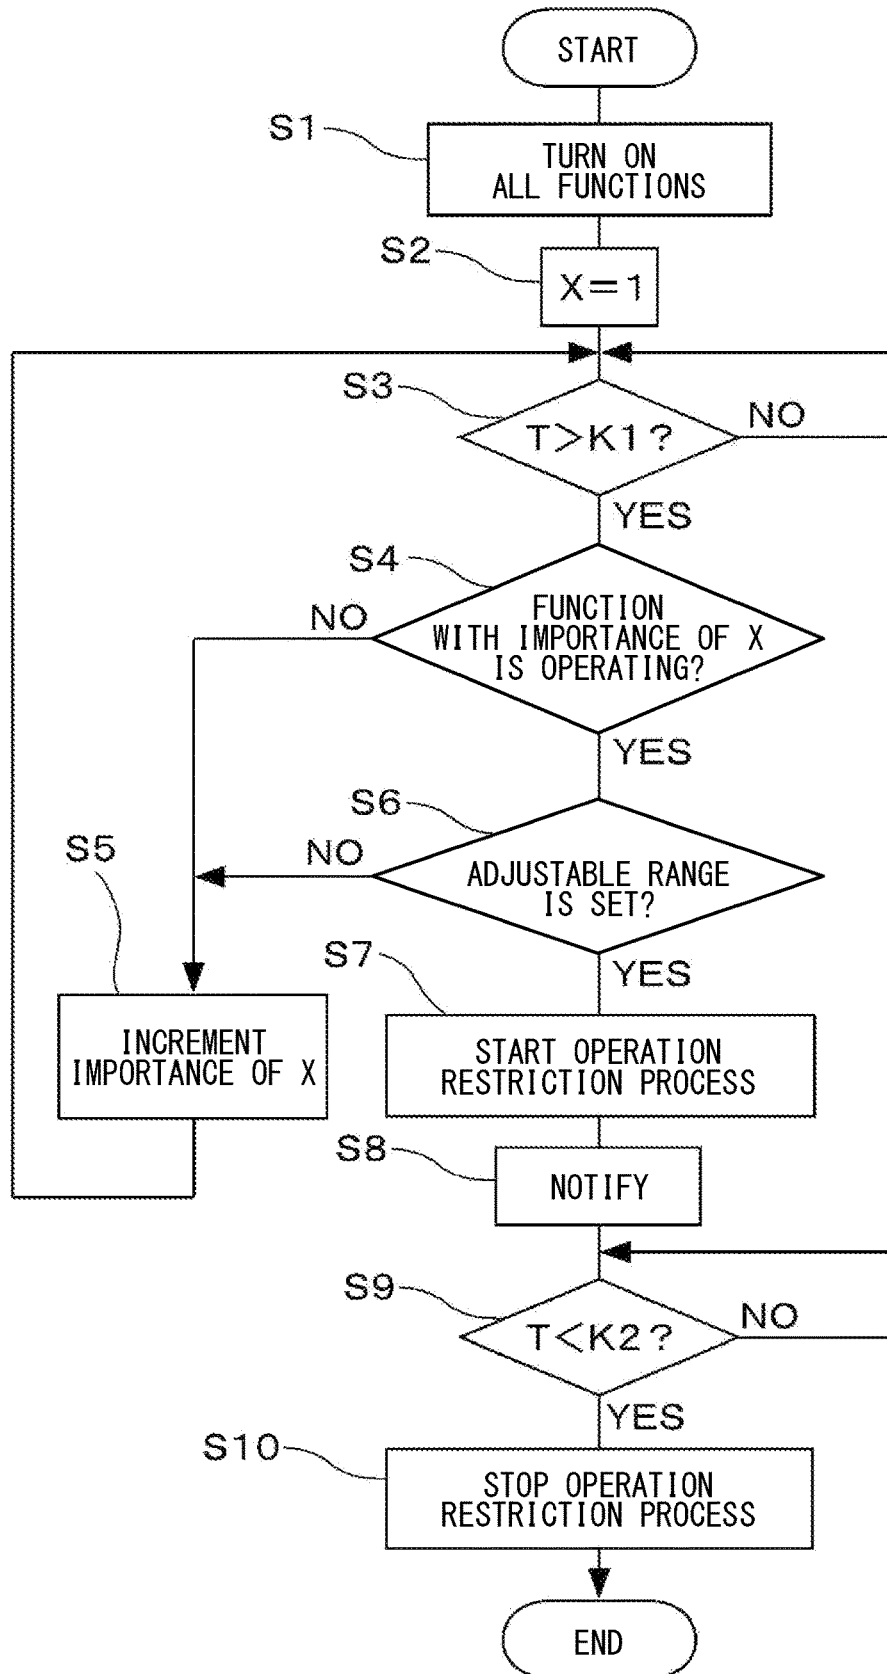 START
S1
TURN ON
ALL FUNCTIONS
S2
X=1
S3
T>K1?
NO
YES
S4
NO
FUNCTION
WITH IMPORTANCE OF X
IS OPERATING?
YES
S6
S5
NO
ADJUSTABLE RANGE
IS SET?
S7
YES
INCREMENT
IMPORTANCE OF X
START OPERATION
RESTRICTION PROCESS
S8
NOTIFY
S9
T<K2?
NO
YES
S10
STOP OPERATION
RESTRICTION PROCESS
END